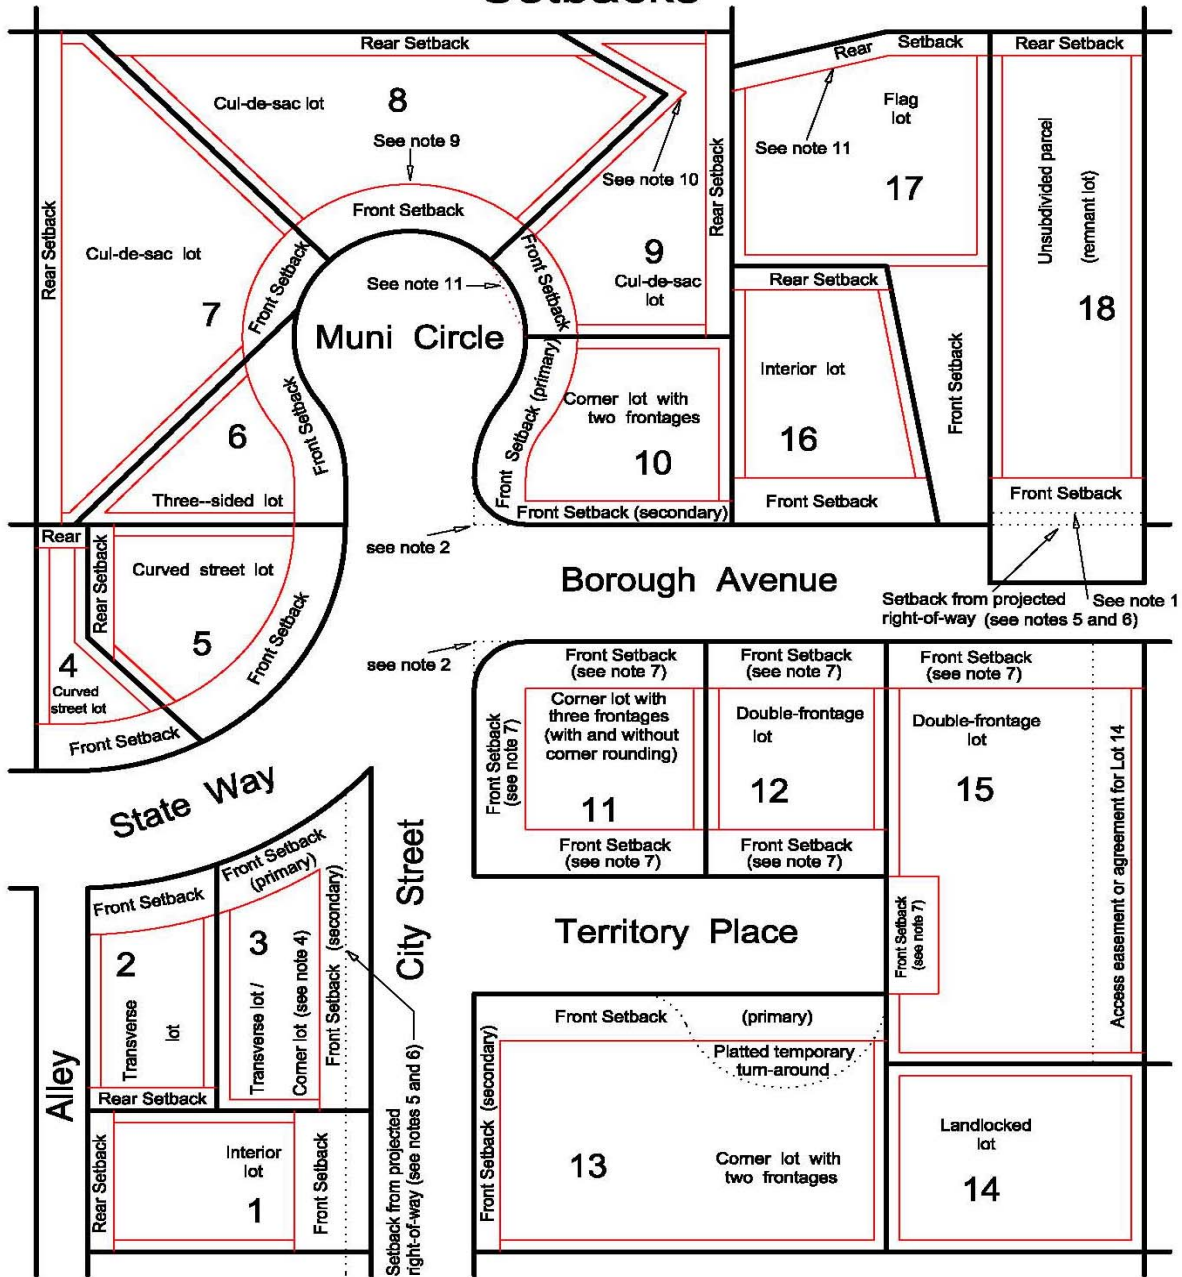 Setbacks
Rear Setback
Cul-de-sac lot
8
See note 9
Front Setback
Rear Setback
Cul-de-sac lot
7
Front Setback
See note 10
Rear Setback
9
Cul-de-sac
lot
Front Setback
See note 11
Muni Circle
Rear
Setback
Flag
lot
See note 11
17
Rear Setback
Unsubdivided parcel
(remnant lot)
18
Front Setback
Front Setback
6
Three--sided lot
Front Setback (primary)
Corner lot with
two frontages
10
Front Setback (secondary)
Rear Setback
Interior lot
16
Front Setback
Front Setback
see note 2
Rear
Rear Setback
Curved street lot
5
Front Setback
4
Curved
street lot
Front Setback
Borough Avenue
Setback from projected
right-of-way (see notes 5 and 6)
See note 1
see note 2
Front Setback
(see note 7)
Front Setback
(see note 7)
Corner lot with
three frontages
(with and without
corner rounding)
11
Front Setback
(see note 7)
Front Setback
(see note 7)
Double-frontage
lot
12
Front Setback
(see note 7)
Front Setback
(see note 7)
Double-frontage
lot
15
Front Setback
(see note 7)
Access easement or agreement for Lot 14
State Way
City Street
Territory Place
Alley
Front Setback
2
Transverse
lot
Rear Setback
Front Setback
(primary)
3
Transverse lot /
Corner lot (see note 4)
Front Setback (secondary)
Rear Setback
Interior
lot
1
Front Setback
Setback from projected
right-of-way (see notes 5 and 6)
Front Setback (primary)
Platted temporary
turn-around
Front Setback (secondary)
13
Corner lot with
two frontages
Landlocked
lot
14